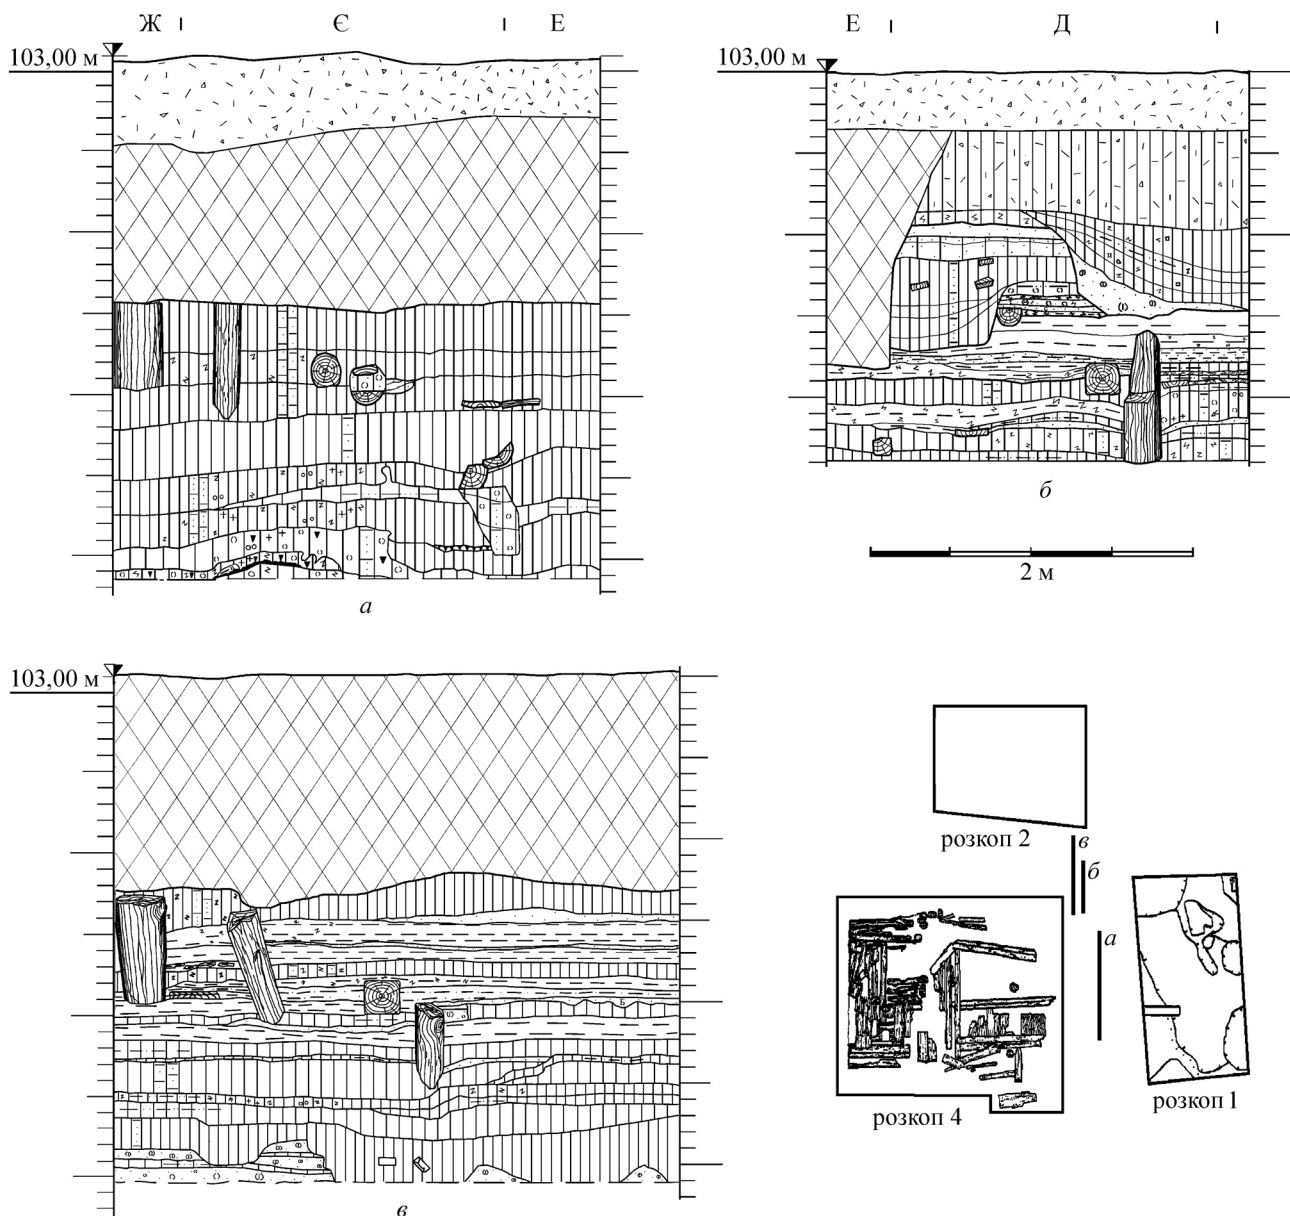 Ж Є Е
103,00 м
а
Е Д
103,00 м
б
2 м
103,00 м
Б
в
розкоп 2
в
б
а
розкоп 4
розкоп 1